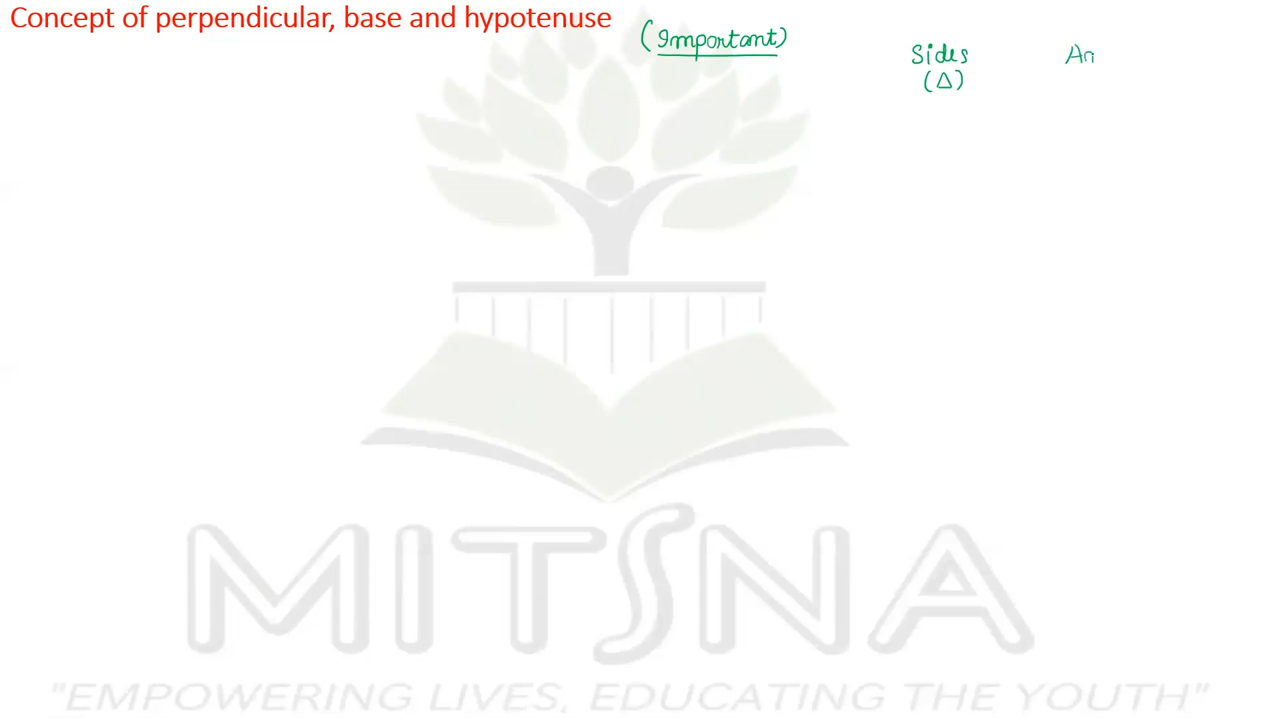 Concept of perpendicular, base and hypotenuse
(Important)
Sides An
(Δ)
MITSNA
"EMPOWERING LIVES, EDUCATING THE YOUTH"